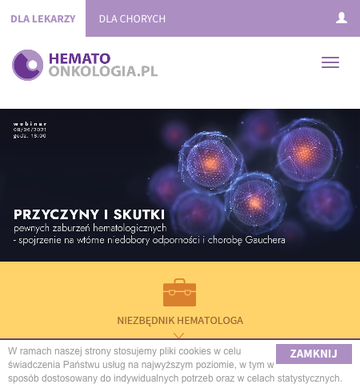 DLA LEKARZY
DLA CHORYCH
HEMATO
ONKOLOGIA.PL
webinar
08/06/2021
godz. 18:00
PRZYCZYNY I SKUTKI
pewnych zaburzeń hematologicznych
- spojrzenie na wtórne niedobory odporności i chorobę Gauchera
NIEZBĘDNIK HEMATOLOGA
W ramach naszej strony stosujemy pliki cookies w celu
świadczenia Państwu usług na najwyższym poziomie, w tym w
sposób dostosowany do indywidualnych potrzeb oraz w celach statystycznych.
ZAMKNIJ